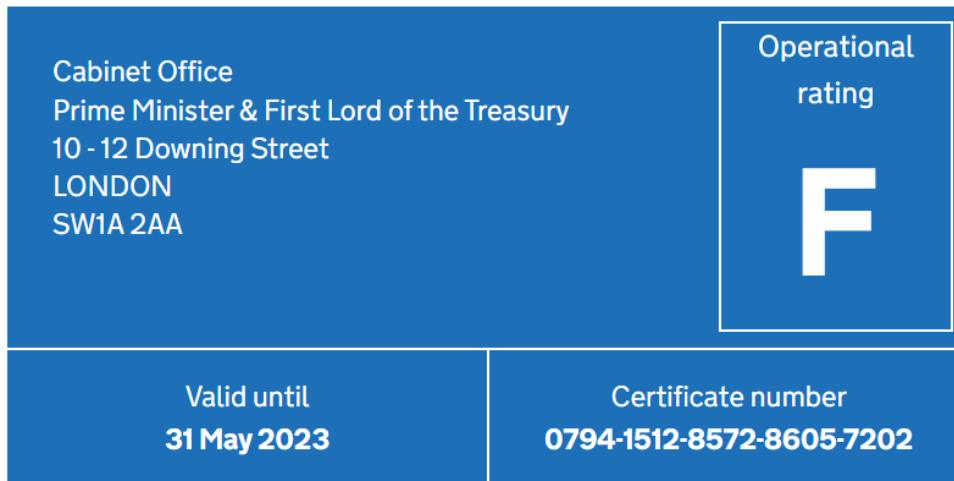 Cabinet Office
Prime Minister & First Lord of the Treasury
10 - 12 Downing Street
LONDON
SW1A 2AA
Operational
rating
F
Valid until
31 May 2023
Certificate number
0794-1512-8572-8605-7202